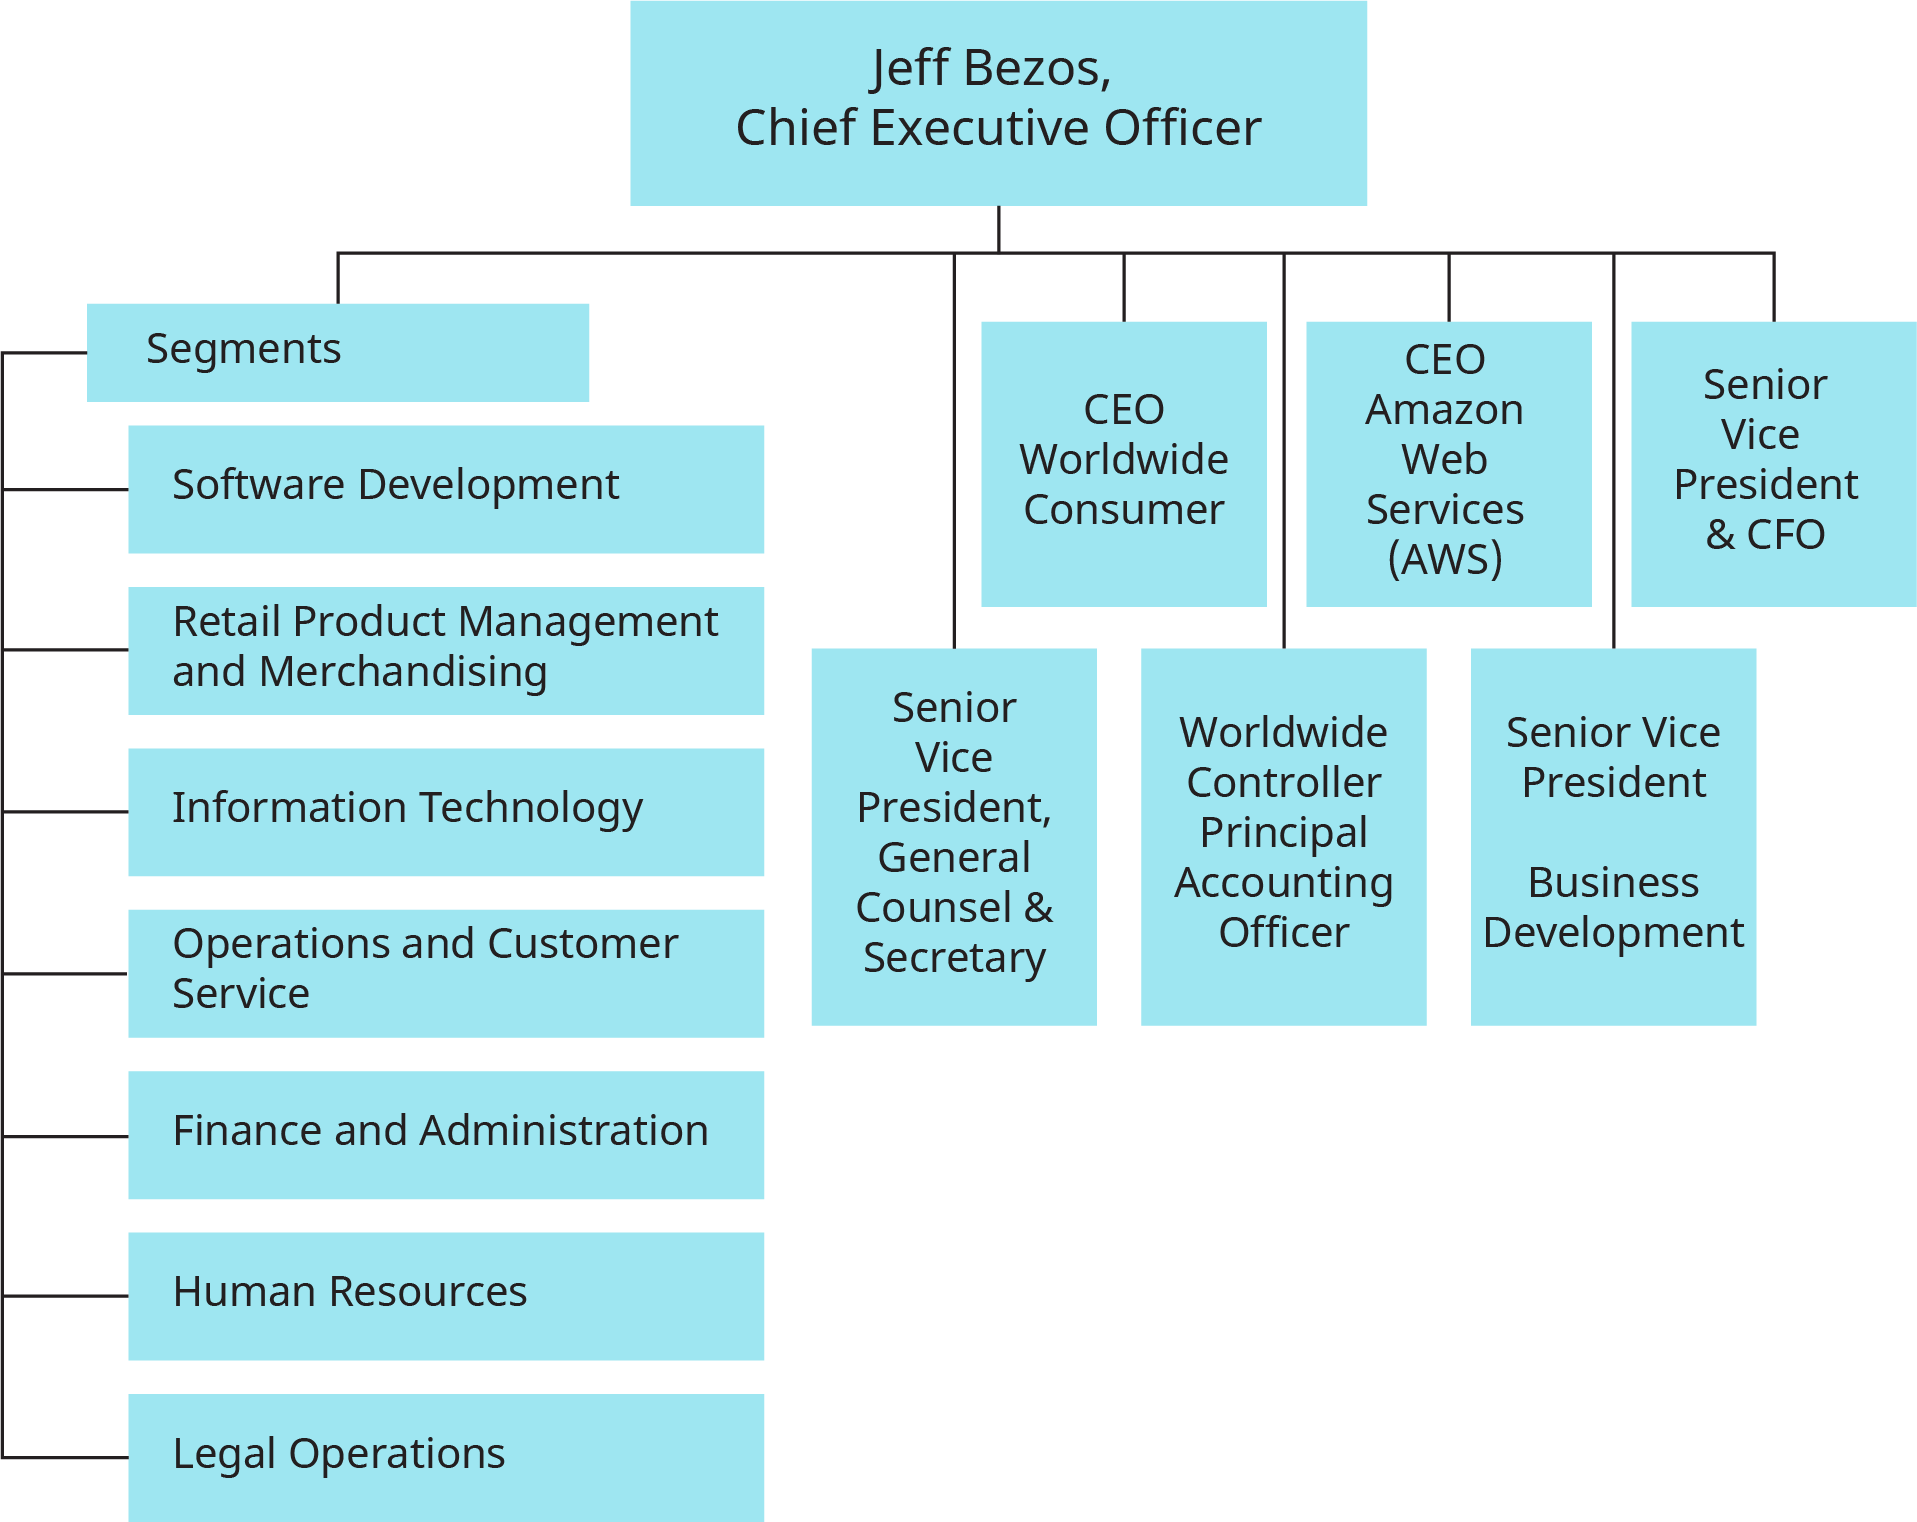 Jeff Bezos,
Chief Executive Officer
Segments
Software Development
Retail Product Management
and Merchandising
Information Technology
Operations and Customer
Service
Finance and Administration
Human Resources
Legal Operations
CEO
Worldwide
Consumer
CEO
Amazon
Web
Services
(AWS)
Senior
Vice
President
& CFO
Senior
Vice
President,
General
Counsel &
Secretary
Worldwide
Controller
Principal
Accounting
Officer
Senior Vice
President
Business
Development